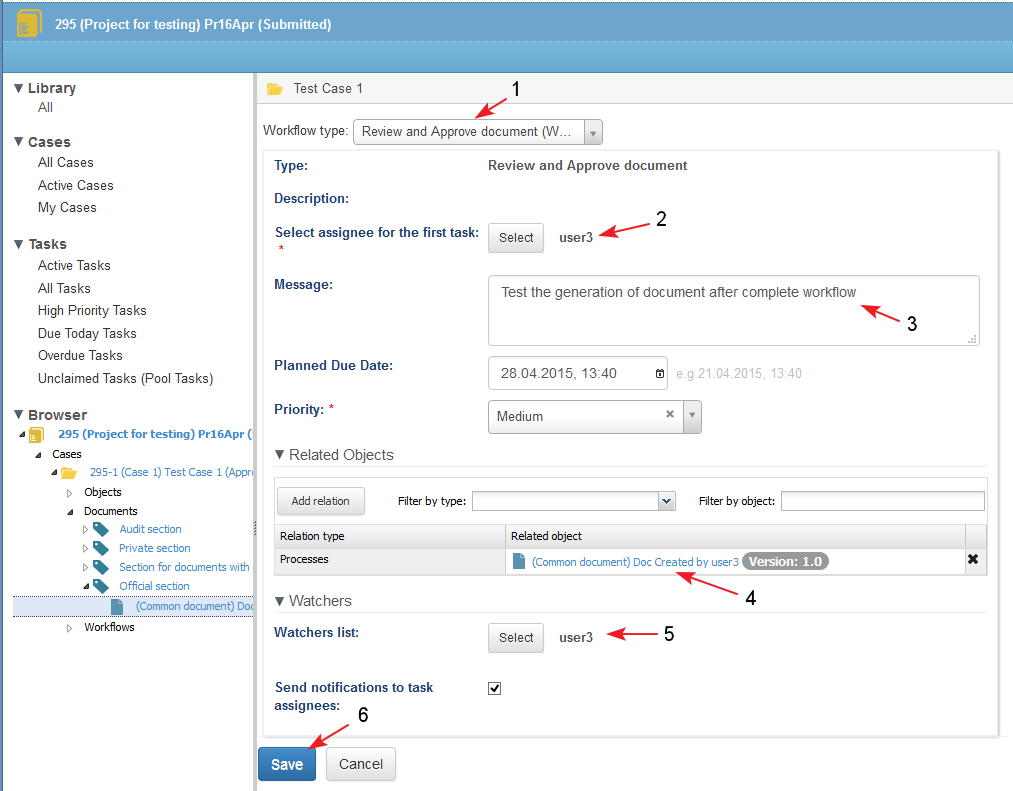 295 (Project for testing) Pr16Apr (Submitted)
Library
All
Cases
All Cases
Active Cases
My Cases
Tasks
Active Tasks
All Tasks
High Priority Tasks
Due Today Tasks
Overdue Tasks
Unclaimed Tasks (Pool Tasks)
Browser
295 (Project for testing) Pr16Apr (
Cases
295-1 (Case 1) Test Case 1 (Appr
Objects
Documents
Audit section
Private section
Section for documents with
Official section
(Common document) Doc
Workflows
Test Case 1
1
Workflow type: Review and Approve document (W...
Type: Review and Approve document
Description:
Select assignee for the first task: * Select user3
2
Message: Test the generation of document after complete workflow
3
Planned Due Date: 28.04.2015, 13:40 e.g.21.04.2015, 13:40
Priority: * Medium
Related Objects
Add relation Filter by type: Filter by object:
Relation type Related object
Processes (Common document) Doc Created by user3 Version: 1.0
4
Watchers
Watchers list: Select user3 5
Send notifications to task
assignees:
6
Save Cancel